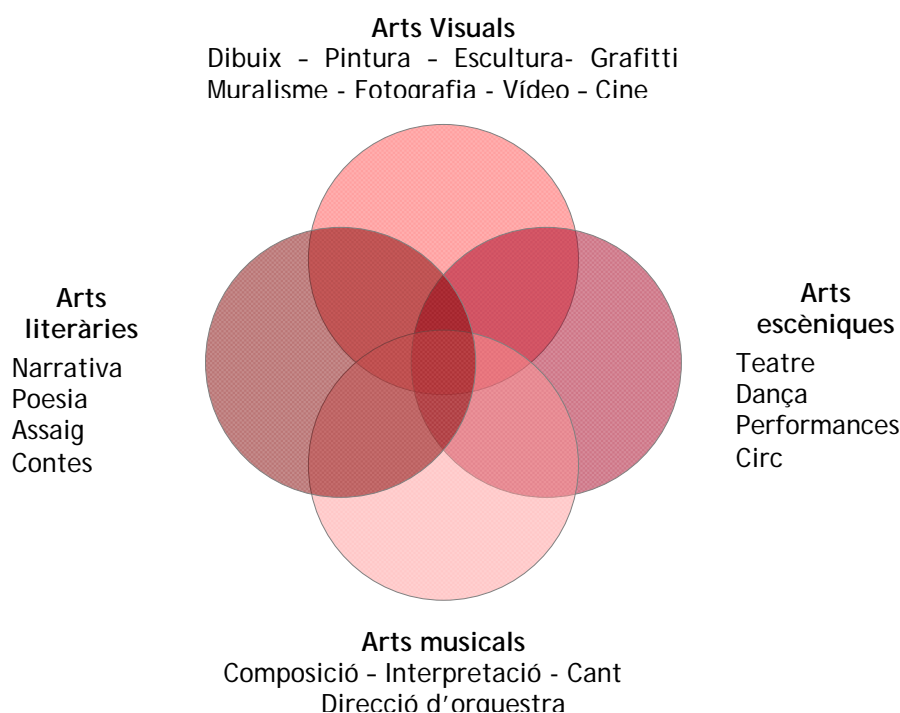 Arts Visuals
Dibuix – Pintura – Escultura- Grafitti
Muralisme - Fotografia - Vídeo – Cine
Arts
literàries
Narrativa
Poesia
Assaig
Contes
Arts
escèniques
Teatre
Dança
Performances
Circ
Arts musicals
Composició – Interpretació - Cant
Direcció d'orquestra